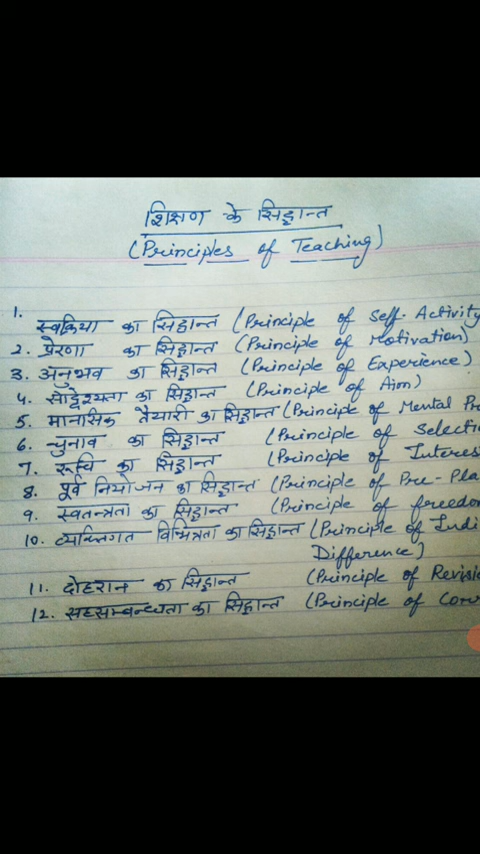 शिक्षण के सिद्धान्त
(Principles of Teaching)
1.
स्वक्रिया का सिद्धान्त (Principle of Self-Activity
2. प्रेरणा का सिद्धान्त (Principle of Motivation)
3. अनुभव का सिद्धान्त (Principle of Experience)
4. सोद्देश्यता का सिद्धान्त (Principle of Aim)
5. मानसिक तैयारी का सिद्धान्त (Principle of Mental
6. चुनाव का सिद्धान्त (Principle of
7. रूचि का सिद्धान्त (Principle of
8. पूर्व नियोजन का सिद्धान्त (Principle of Pre-
9. स्वतन्त्रता का सिद्धान्त (Principle of freedom
10. व्यक्तिगत विभिन्नता का सिद्धान्त (Principle of
Difference)
11. दोहरान का सिद्धान्त (Principle of
12. सहसम्बन्धता का सिद्धान्त (Principle of